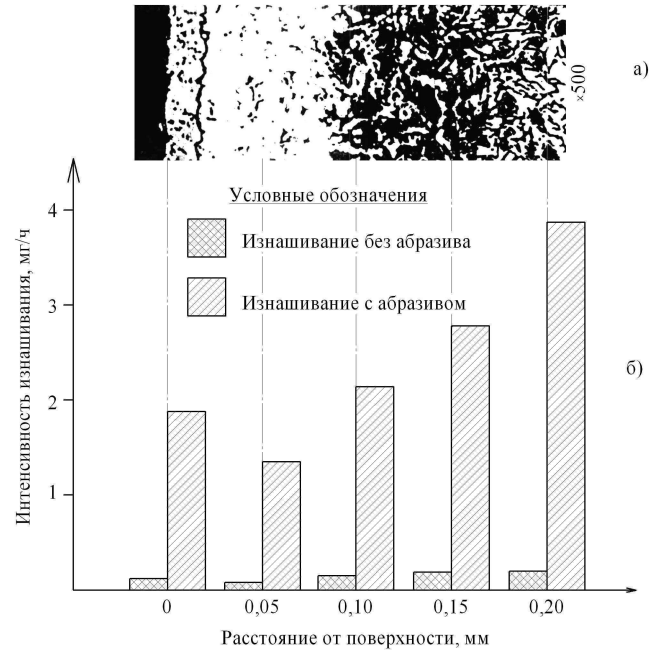 а)
×500
Условные обозначения
Изнашивание без абразива
Изнашивание с абразивом
б)
Интенсивность изнашивания, мг/ч
4
3
2
1
0 0,05 0,10 0,15 0,20
Расстояние от поверхности, мм